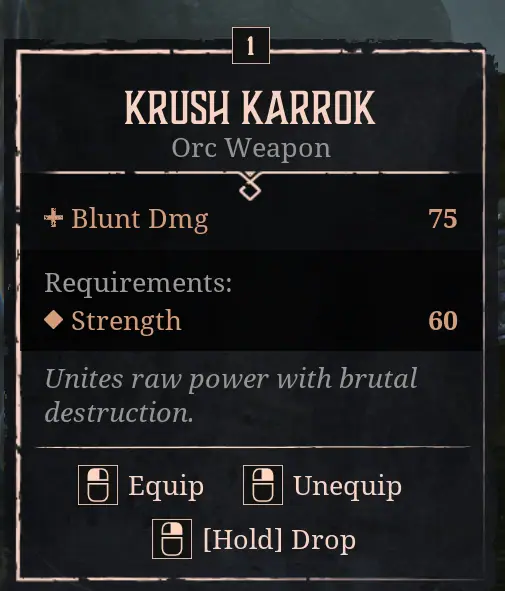 1
KRUSH KARROK
Orc Weapon
Blunt Dmg 75
Requirements:
Strength 60
Unites raw power with brutal
destruction.
Equip Unequip
[Hold] Drop